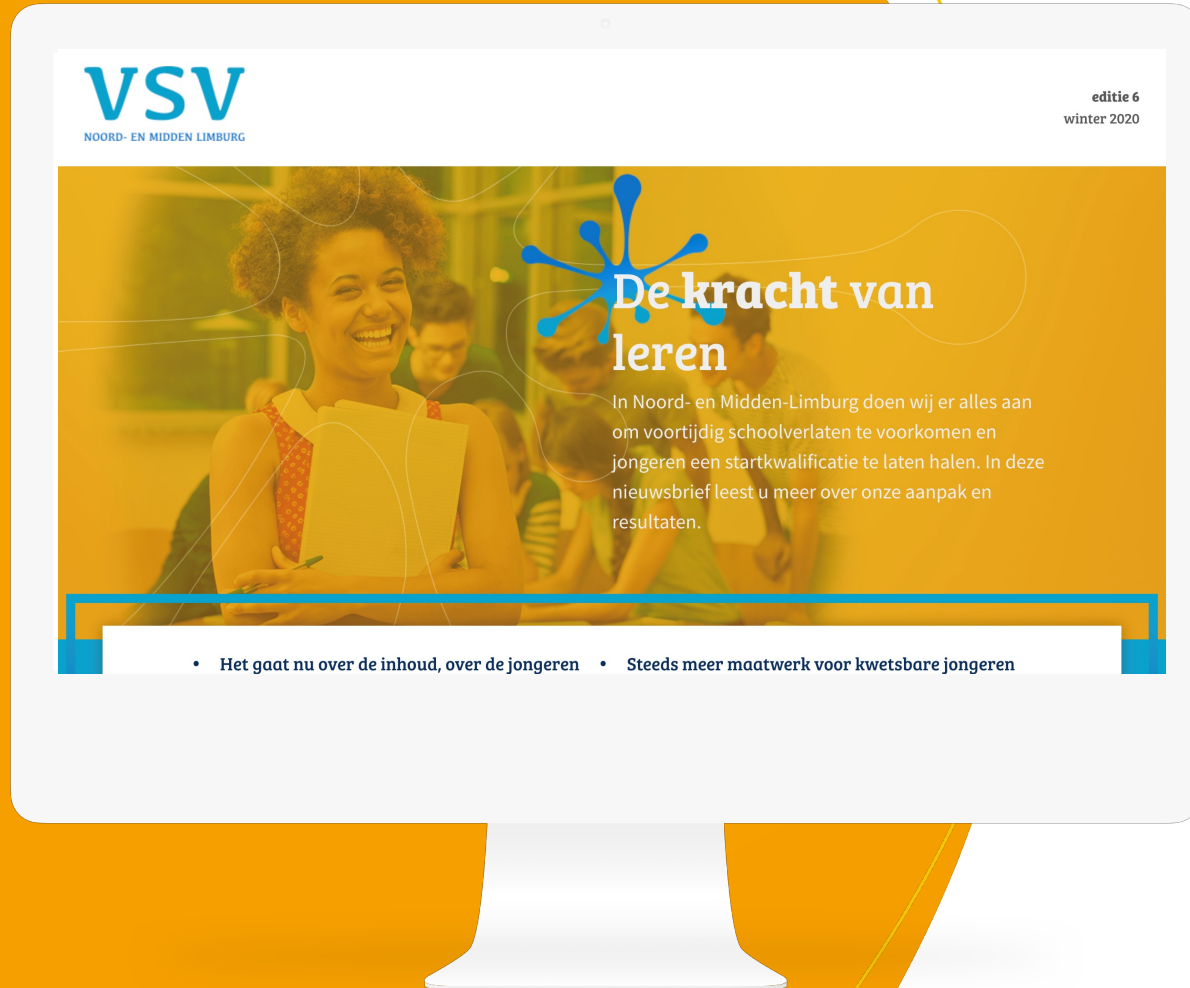 VSV
NOORD- EN MIDDEN LIMBURG
editie 6
winter 2020
De kracht van
leren
In Noord- en Midden-Limburg doen wij er alles aan
om voortijdig schoolverlaten te voorkomen en
jongeren een startkwalificatie te laten halen. In deze
nieuwsbrief leest u meer over onze aanpak en
resultaten.
• Het gaat nu over de inhoud, over de jongeren • Steeds meer maatwerk voor kwetsbare jongeren